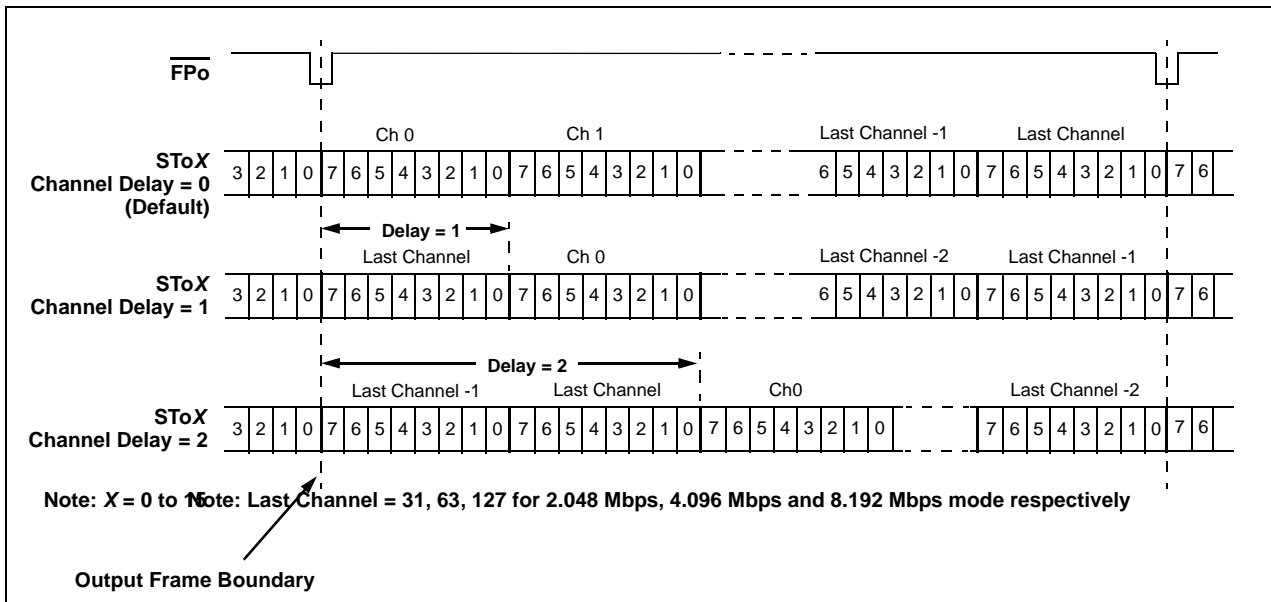 FPo
Ch 0 Ch 1 Last Channel -1 Last Channel
SToX
Channel Delay = 0
(Default)
3 2 1 0 7 6 5 4 3 2 1 0 7 6 5 4 3 2 1 0 6 5 4 3 2 1 0 7 6 5 4 3 2 1 0 7 6
Delay = 1
Last Channel Ch 0 Last Channel -2 Last Channel -1
SToX
Channel Delay = 1
3 2 1 0 7 6 5 4 3 2 1 0 7 6 5 4 3 2 1 0 6 5 4 3 2 1 0 7 6 5 4 3 2 1 0 7 6
Delay = 2
Last Channel -1 Last Channel Ch0 Last Channel -2
SToX
Channel Delay = 2
3 2 1 0 7 6 5 4 3 2 1 0 7 6 5 4 3 2 1 0 7 6 5 4 3 2 1 0 7 6 5 4 3 2 1 0 7 6
Note: X = 0 to 15 Note: Last Channel = 31, 63, 127 for 2.048 Mbps, 4.096 Mbps and 8.192 Mbps mode respectively
Output Frame Boundary